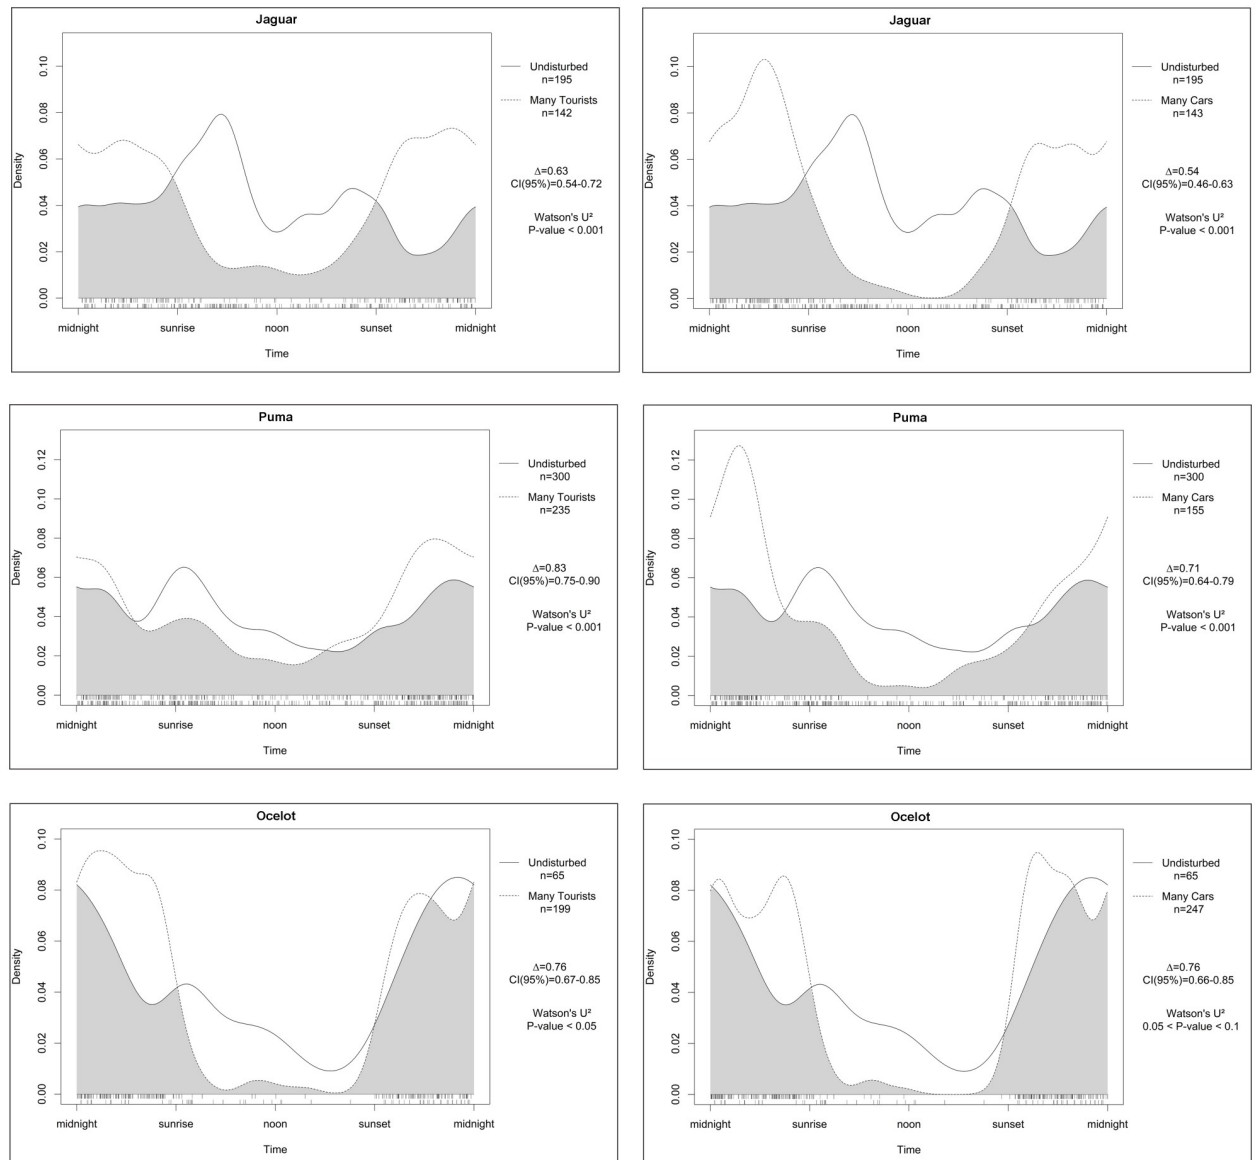 Jaguar
Density
0.10
0.08
0.06
0.04
0.02
0.00
midnight sunrise noon sunset midnight
Time
Undisturbed
n=195
Many Tourists
n=142
Δ=0.63
CI(95%)=0.54-0.72
Watson's U²
P-value < 0.001
Jaguar
Density
0.10
0.08
0.06
0.04
0.02
0.00
midnight sunrise noon sunset midnight
Time
Undisturbed
n=195
Many Cars
n=143
Δ=0.54
CI(95%)=0.46-0.63
Watson's U²
P-value < 0.001
Puma
Density
0.12
0.10
0.08
0.06
0.04
0.02
0.00
midnight sunrise noon sunset midnight
Time
Undisturbed
n=300
Many Tourists
n=235
Δ=0.83
CI(95%)=0.75-0.90
Watson's U²
P-value < 0.001
Puma
Density
0.12
0.10
0.08
0.06
0.04
0.02
0.00
midnight sunrise noon sunset midnight
Time
Undisturbed
n=300
Many Cars
n=155
Δ=0.71
CI(95%)=0.64-0.79
Watson's U²
P-value < 0.001
Ocelot
Density
0.10
0.08
0.06
0.04
0.02
0.00
midnight sunrise noon sunset midnight
Time
Undisturbed
n=65
Many Tourists
n=199
Δ=0.76
CI(95%)=0.67-0.85
Watson's U²
P-value < 0.05
Ocelot
Density
0.10
0.08
0.06
0.04
0.02
0.00
midnight sunrise noon sunset midnight
Time
Undisturbed
n=65
Many Cars
n=247
Δ=0.76
CI(95%)=0.66-0.85
Watson's U²
0.05 < P-value < 0.1